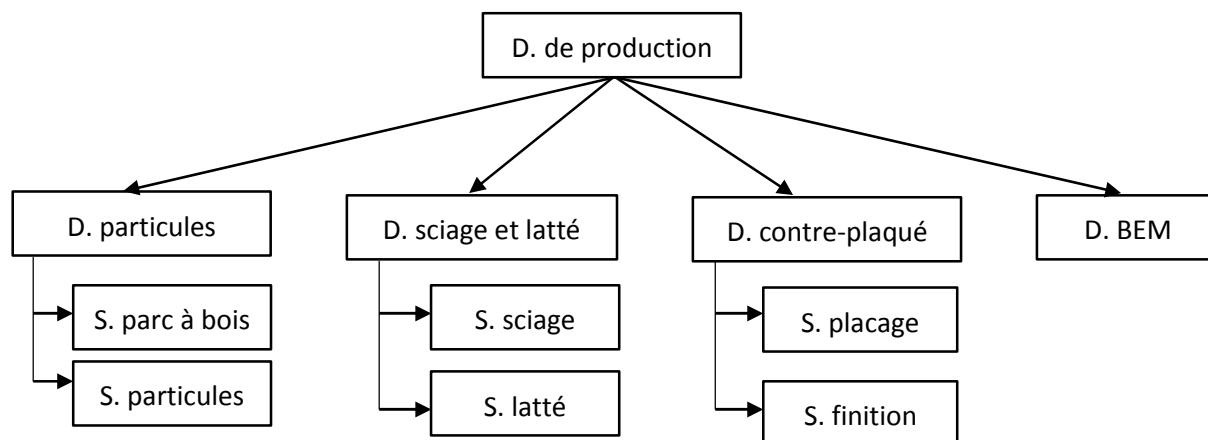 D. de production
D. particules
D. sciage et latté
D. contre-plaqué
D. BEM
S. parc à bois
S. sciage
S. placage
S. particules
S. latté
S. finition